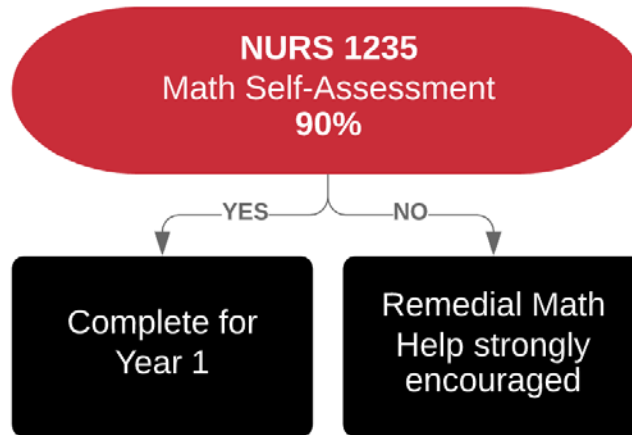 NURS 1235
Math Self-Assessment
90%
YES
NO
Complete for
Year 1
Remedial Math
Help strongly
encouraged